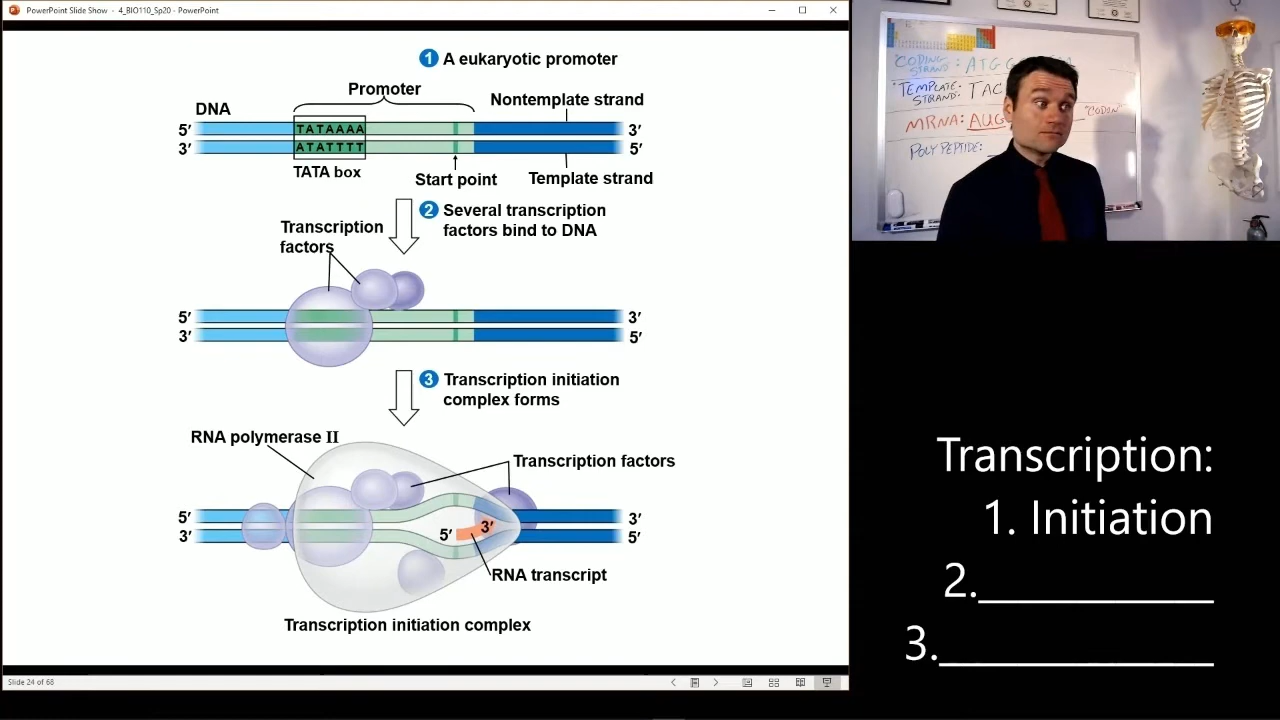 PowerPoint Slide Show - 4_BIO110_Sp20 - PowerPoint
1 A eukaryotic promoter
Promoter
DNA
Nontemplate strand
5′
3′
TATAAAA
ATATTTT
3′
5′
TATA box
Start point
Template strand
2 Several transcription
factors bind to DNA
Transcription
factors
5′
3′
3′
5′
3 Transcription initiation
complex forms
RNA polymerase II
Transcription factors
5′
3′
5′
3′
3′
5′
RNA transcript
Transcription initiation complex
Slide 24 of 68
"CODING
STRAND: ATG
"TEMPLATE
STRAND: TAC
MRNA: AUG
"CODON"
POLYPEPTIDE:
Transcription:
1. Initiation
2.___________
3._____________